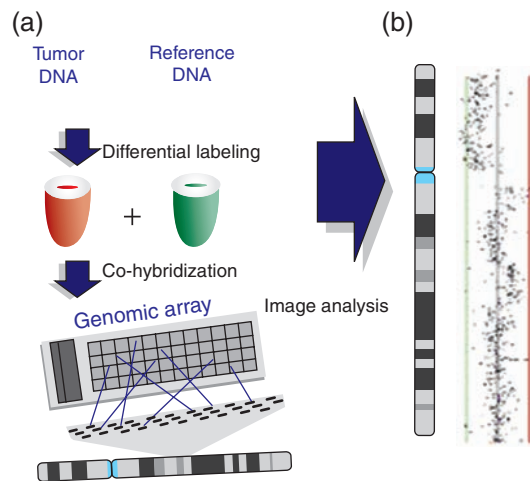 (a)
(b)
Tumor
DNA
Reference
DNA
Differential labeling
+
Co-hybridization
Genomic array
Image analysis